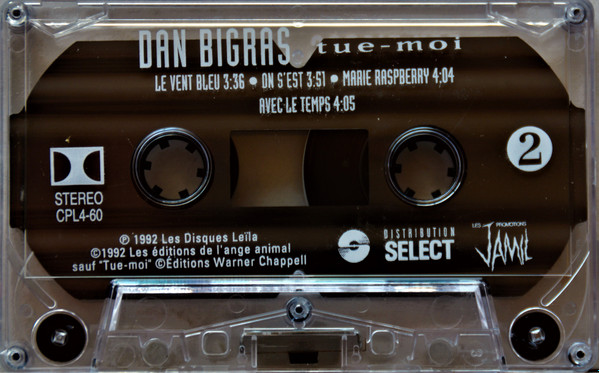 DAN BIGRAS tue-moi
LE VENT BLEU 3:36 • ON S'EST 3:51 • MARIE RASPBERRY 4:04
AVEC LE TEMPS 4:05
2
STEREO
CPL4-60
℗ 1992 Les Disques Leïla
©1992 Les éditions de l'ange animal
sauf "Tue-moi" ©Éditions Warner Chappell
DISTRIBUTION
SELECT
LES PROMOTIONS
JAMIL